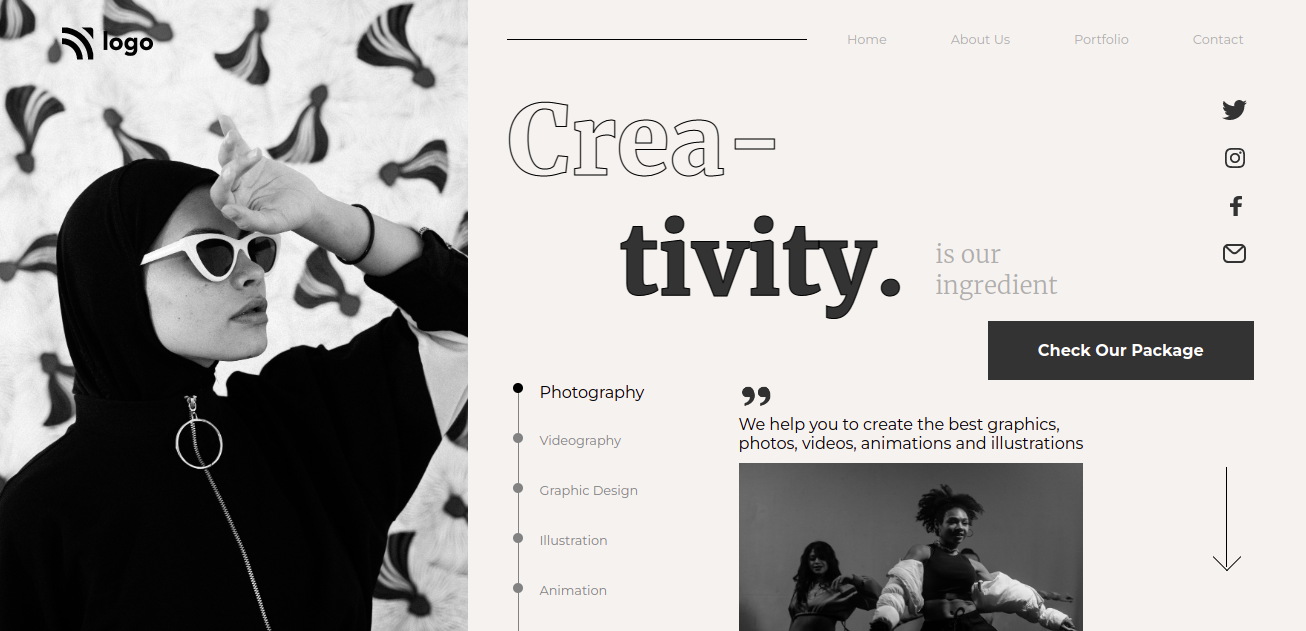 logo
Home
About Us
Portfolio
Contact
Crea-
tivity.
is our
ingredient
Check Our Package
Photography
Videography
Graphic Design
Illustration
Animation
”
We help you to create the best graphics,
photos, videos, animations and illustrations